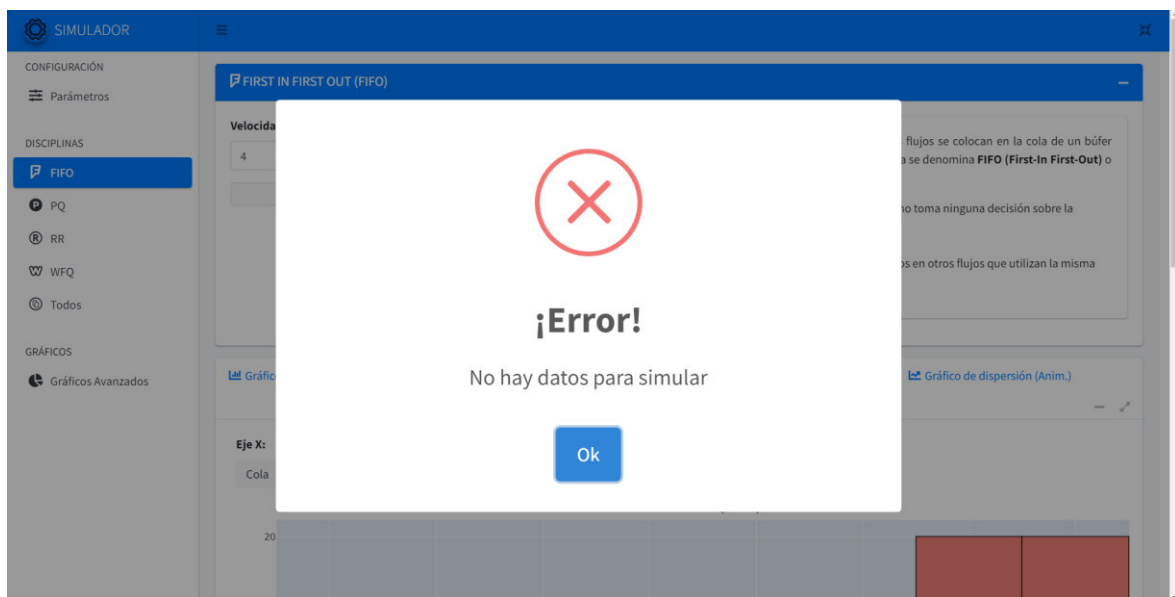 SIMULADOR
CONFIGURACIÓN
Parámetros
DISCIPLINAS
FIFO
PQ
RR
WFQ
Todos
GRÁFICOS
Gráficos Avanzados
FIRST IN FIRST OUT (FIFO)
4
flujos se colocan en la cola de un búfer
se denomina FIFO (First-In First-Out) o
no toma ninguna decisión sobre la
en otros flujos que utilizan la misma
¡Error!
No hay datos para simular
Ok
Gráfico de dispersión (Anim.)
Eje X:
Cola
20